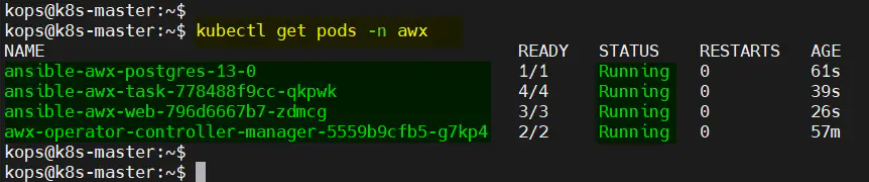 kops@k8s-master:~$
kops@k8s-master:~$ kubectl get pods -n awx
NAME READY STATUS RESTARTS AGE
ansible-awx-postgres-13-0 1/1 Running 0 61s
ansible-awx-task-778488f9cc-qkpwk 4/4 Running 0 39s
ansible-awx-web-796d6667b7-zdmcg 3/3 Running 0 26s
awx-operator-controller-manager-5559b9cfb5-g7kp4 2/2 Running 0 57m
kops@k8s-master:~$
kops@k8s-master:~$